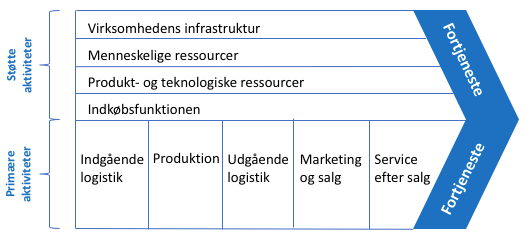 Støtte
aktiviteter
Virksomhedens infrastruktur
Menneskelige ressourcer
Produkt- og teknologiske ressourcer
Indkøbsfunktionen
Fortjeneste
Primære
aktiviteter
Indgående
logistik
Produktion
Udgående
logistik
Marketing
og salg
Service
efter salg
Fortjeneste